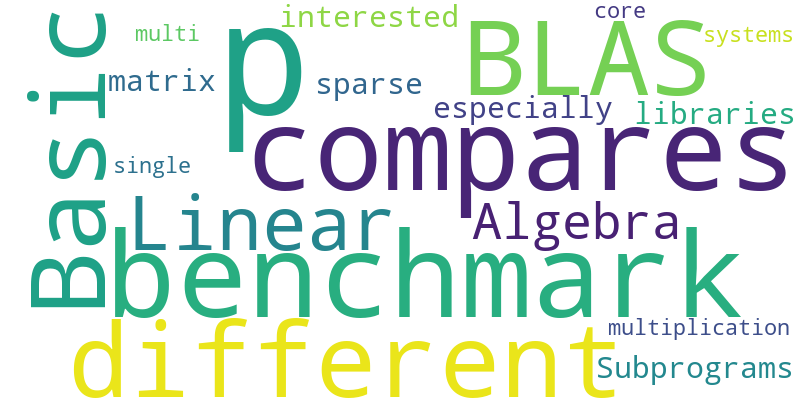 interested
core
multi
p
BLAS
systems
Basic
matrix
sparse
especially
libraries
compares
single
Linear
Algebra
benchmark
multiplication
different
Subprograms